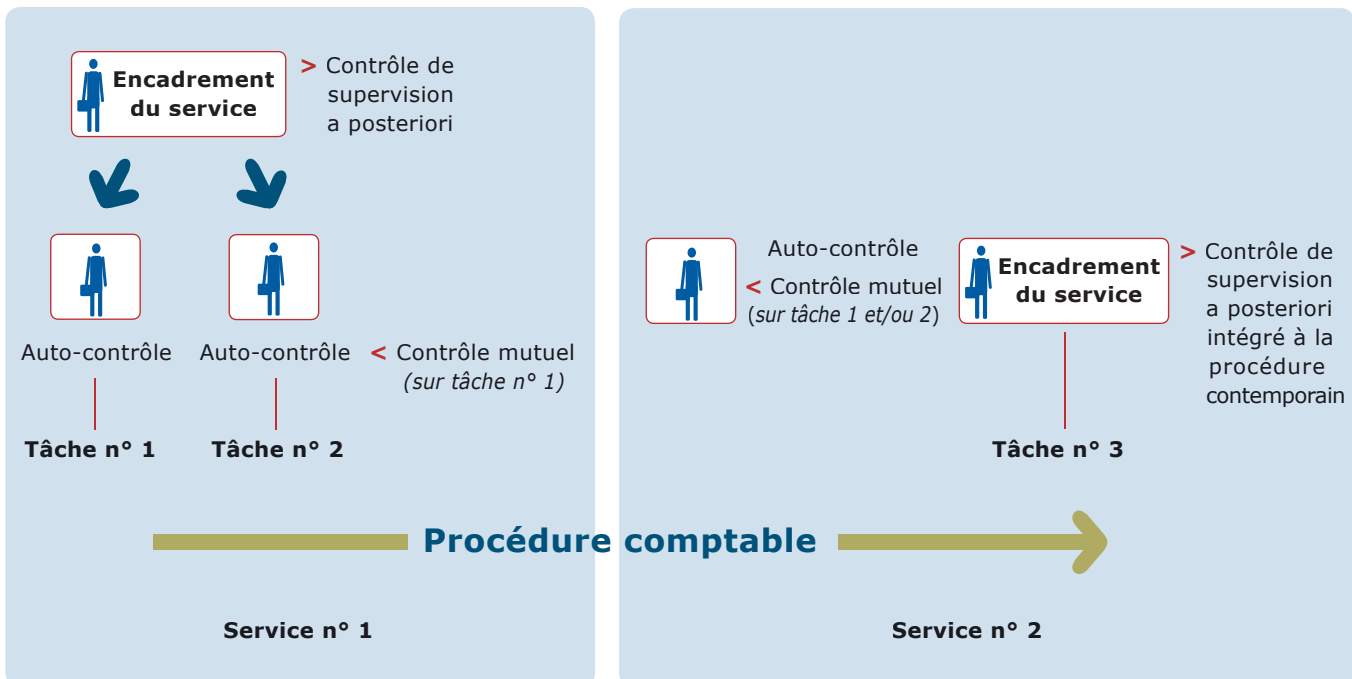 Encadrement
du service
> Contrôle de
supervision
a posteriori
Auto-contrôle
Auto-contrôle
< Contrôle mutuel
(sur tâche n° 1)
Tâche n° 1
Tâche n° 2
Auto-contrôle
< Contrôle mutuel
(sur tâche 1 et/ou 2)
Encadrement
du service
> Contrôle de
supervision
a posteriori
intégré à la
procédure
contemporain
Tâche n° 3
Procédure comptable
Service n° 1
Service n° 2